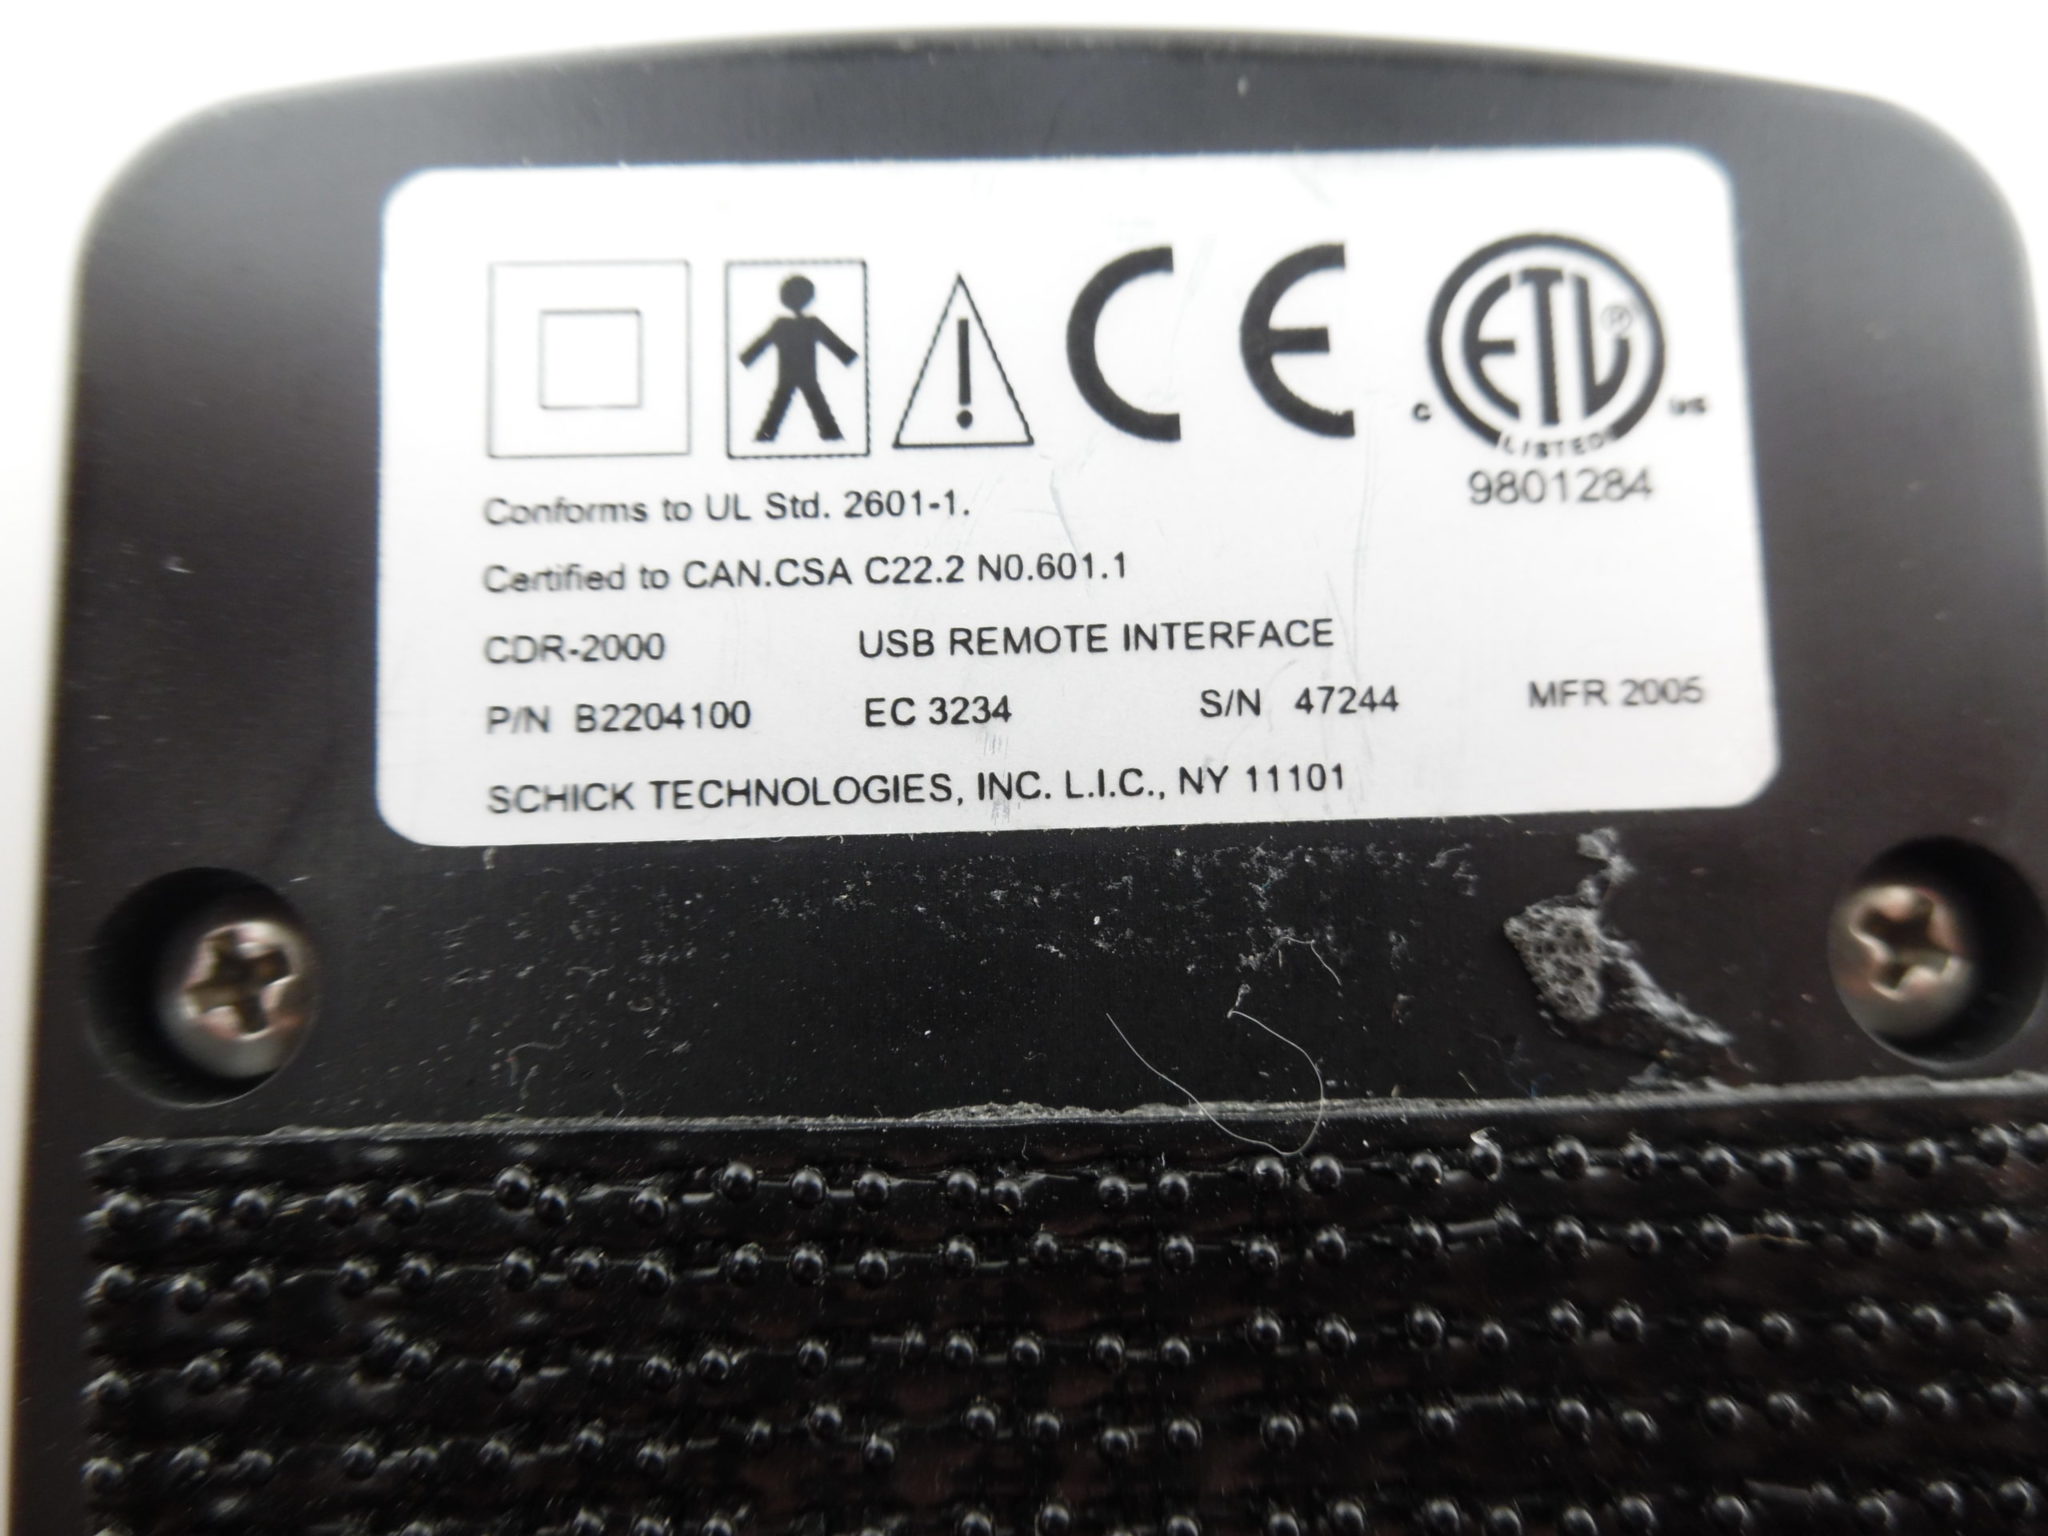 CE
ETL
C US
LISTED
9801284
Conforms to UL Std. 2601-1.
Certified to CAN.CSA C22.2 N0.601.1
CDR-2000 USB REMOTE INTERFACE
P/N B2204100 EC 3234 S/N 47244 MFR 2005
SCHICK TECHNOLOGIES, INC. L.I.C., NY 11101